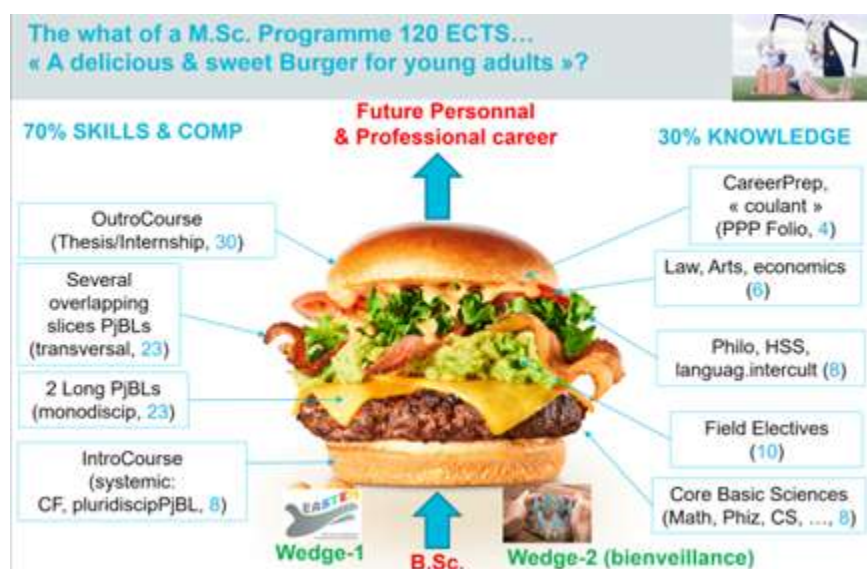 The what of a M.Sc. Programme 120 ECTS…
« A delicious & sweet Burger for young adults »?
70% SKILLS & COMP
Future Personnal
& Professional career
30% KNOWLEDGE
OutroCourse
(Thesis/Internship, 30)
Several
overlapping
slices PjBLs
(transversal, 23)
2 Long PjBLs
(monodiscip, 23)
IntroCourse
(systemic:
CF, pluridiscipPjBL, 8)
CareerPrep,
« coulant »
(PPP Folio, 4)
Law, Arts, economics
(6)
Philo, HSS,
languag.intercult (8)
Field Electives
(10)
Core Basic Sciences
(Math, Phiz, CS, …, 8)
EASTEM
Wedge-1
B.Sc.
Wedge-2 (bienveillance)